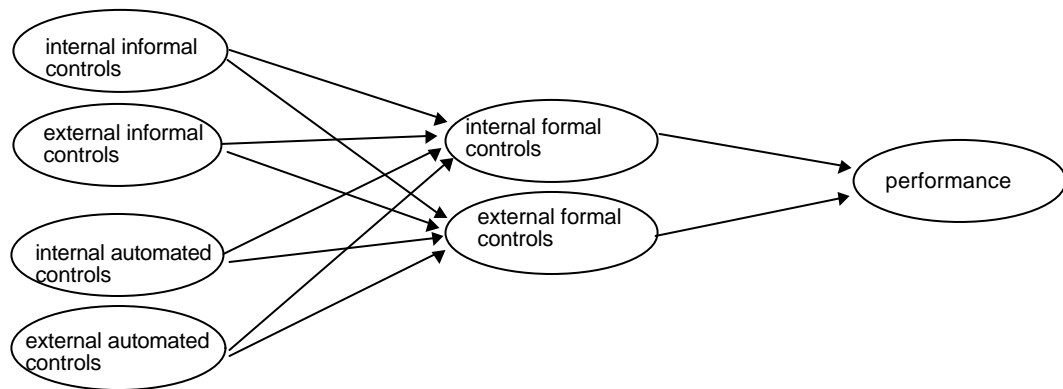 internal informal
controls
external informal
controls
internal automated
controls
external automated
controls
internal formal
controls
external formal
controls
performance